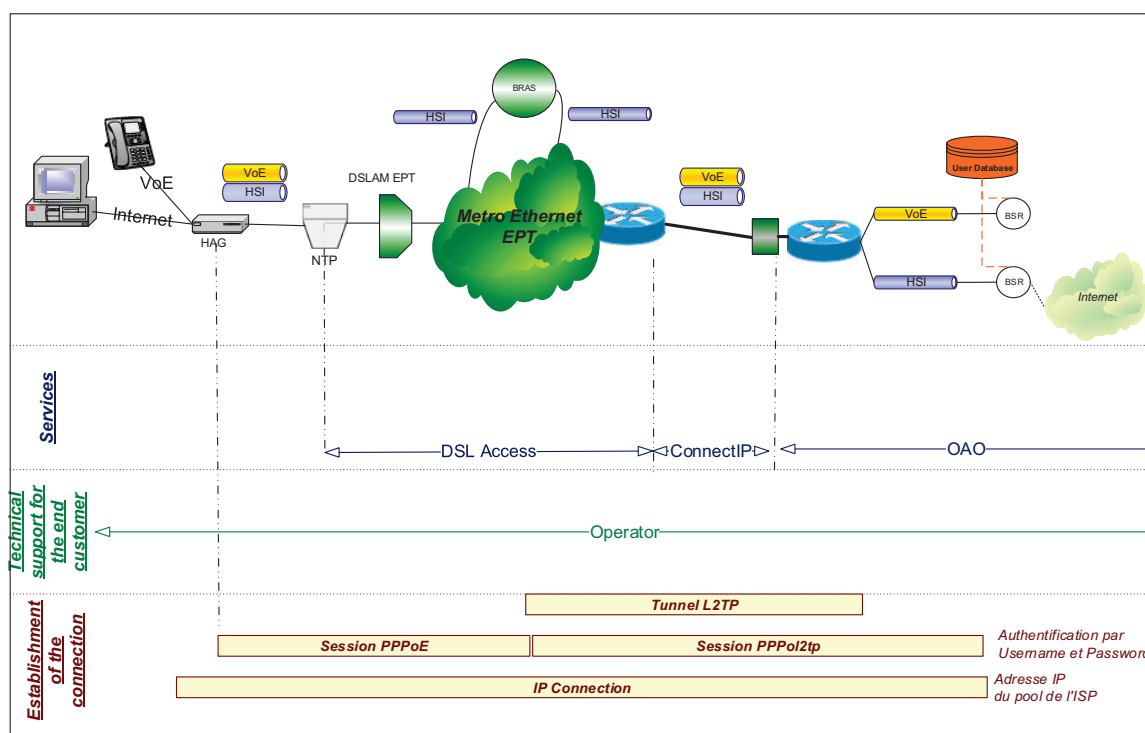 BRAS
HSI
HSI
VoE
Internet
HAG
VoE
HSI
NTP
DSLAM EPT
Metro Ethernet
EPT
VoE
HSI
User Database
VoE
BSR
HSI
BSR
Internet
Services
DSL Access
ConnectIP
OAO
Technical
support for
the end
customer
Operator
Establishment
of the
connection
Tunnel L2TP
Session PPPoE
Session PPPol2tp
Authentification par
Username et Password
IP Connection
Adresse IP
du pool de l'ISP